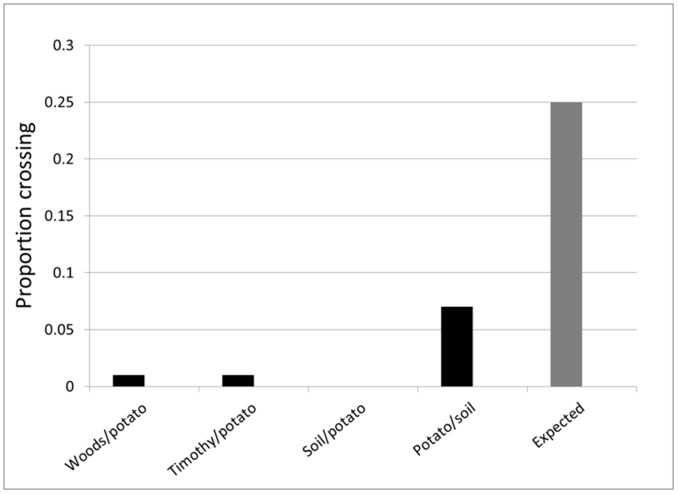 0.3
0.25
0.2
0.15
0.1
0.05
0
Proportion crossing
Woods/potato
Timothy/potato
Soil/potato
Potato/soil
Expected